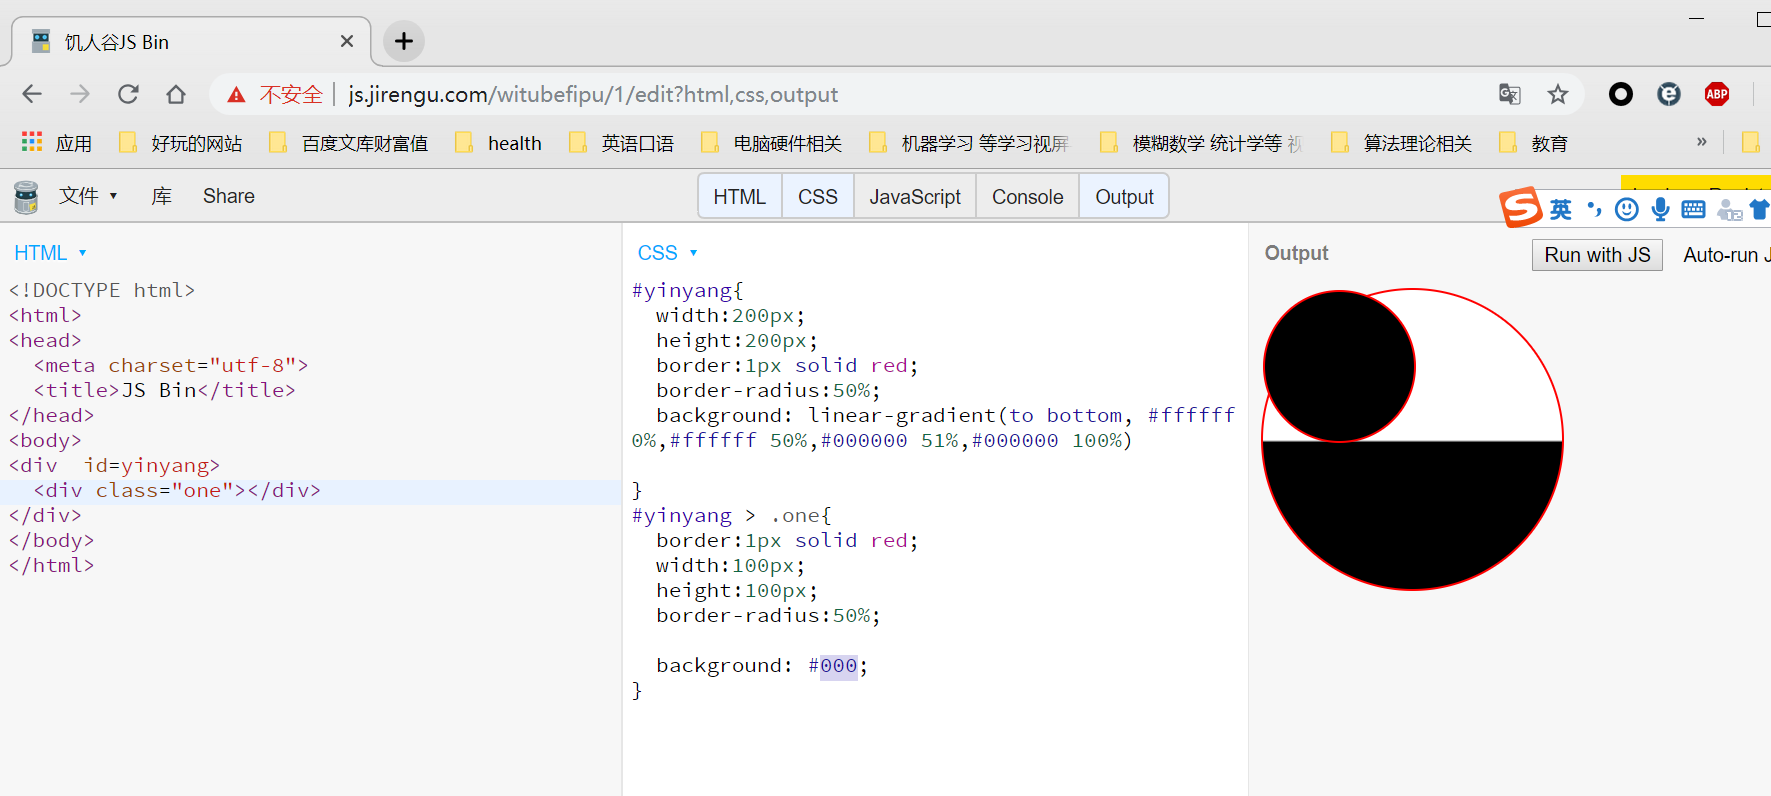 饥人谷JS Bin
不安全 js.jirengu.com/witubefipu/1/edit?html,css,output
ABP
应用 好玩的网站 百度文库财富值 health 英语口语 电脑硬件相关 机器学习 等学习视屏 模糊数学 统计学等 视 算法理论相关 教育 »
文件 库 Share HTML CSS JavaScript Console Output
英
HTML
<!DOCTYPE html>
<html>
<head>
  <meta charset="utf-8">
  <title>JS Bin</title>
</head>
<body>
<div  id=yinyang>
  <div class="one"></div>
</div>
</body>
</html>
CSS
#yinyang{
  width:200px;
  height:200px;
  border:1px solid red;
  border-radius:50%;
  background: linear-gradient(to bottom, #ffffff
0%,#ffffff 50%,#000000 51%,#000000 100%)
}
#yinyang > .one{
  border:1px solid red;
  width:100px;
  height:100px;
  border-radius:50%;
  background: #000;
}
Output Run with JS Auto-run J